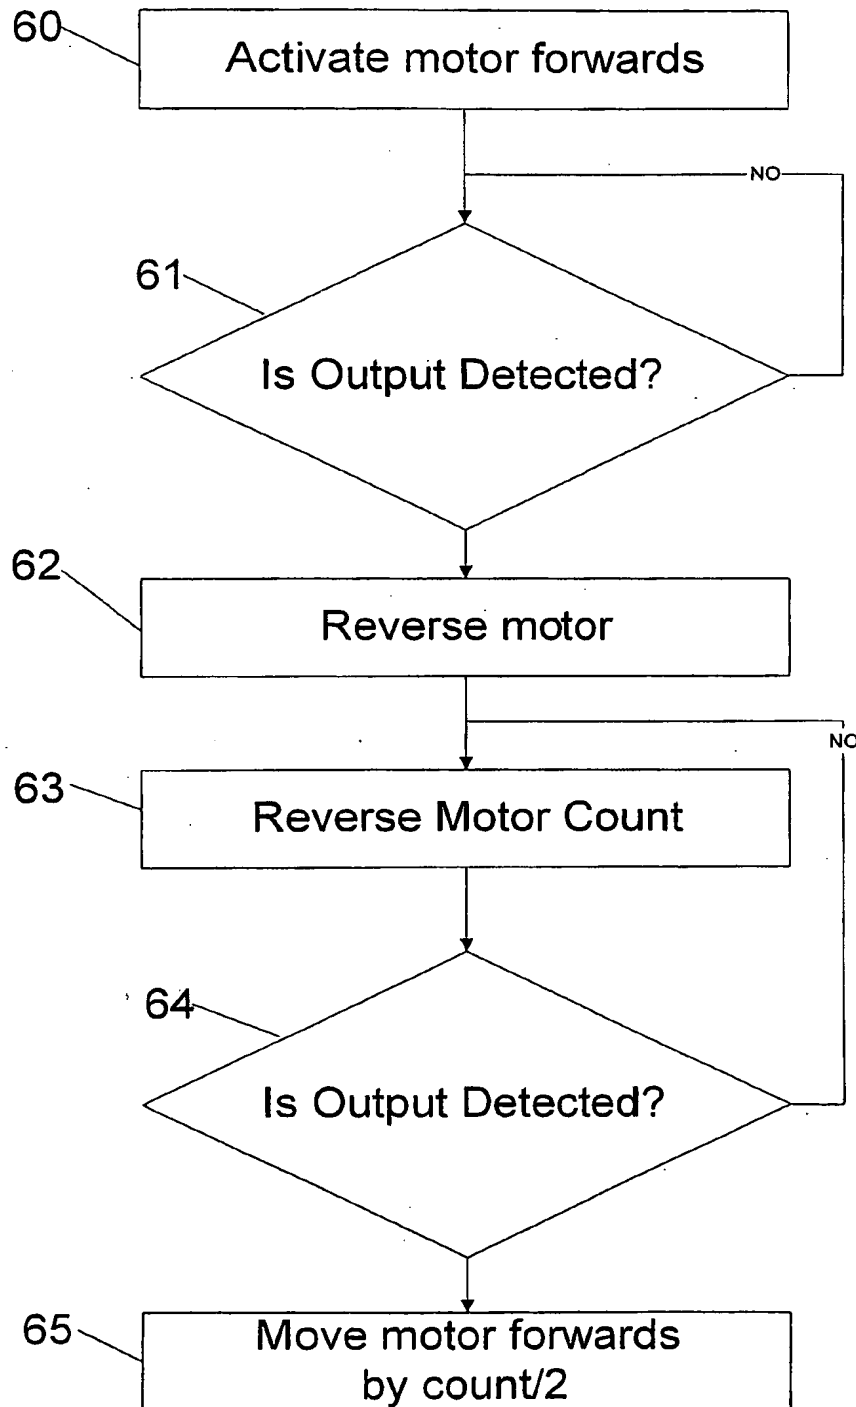 60
Activate motor forwards
NO
61
Is Output Detected?
62
Reverse motor
NO
63
Reverse Motor Count
64
Is Output Detected?
65
Move motor forwards
by count/2